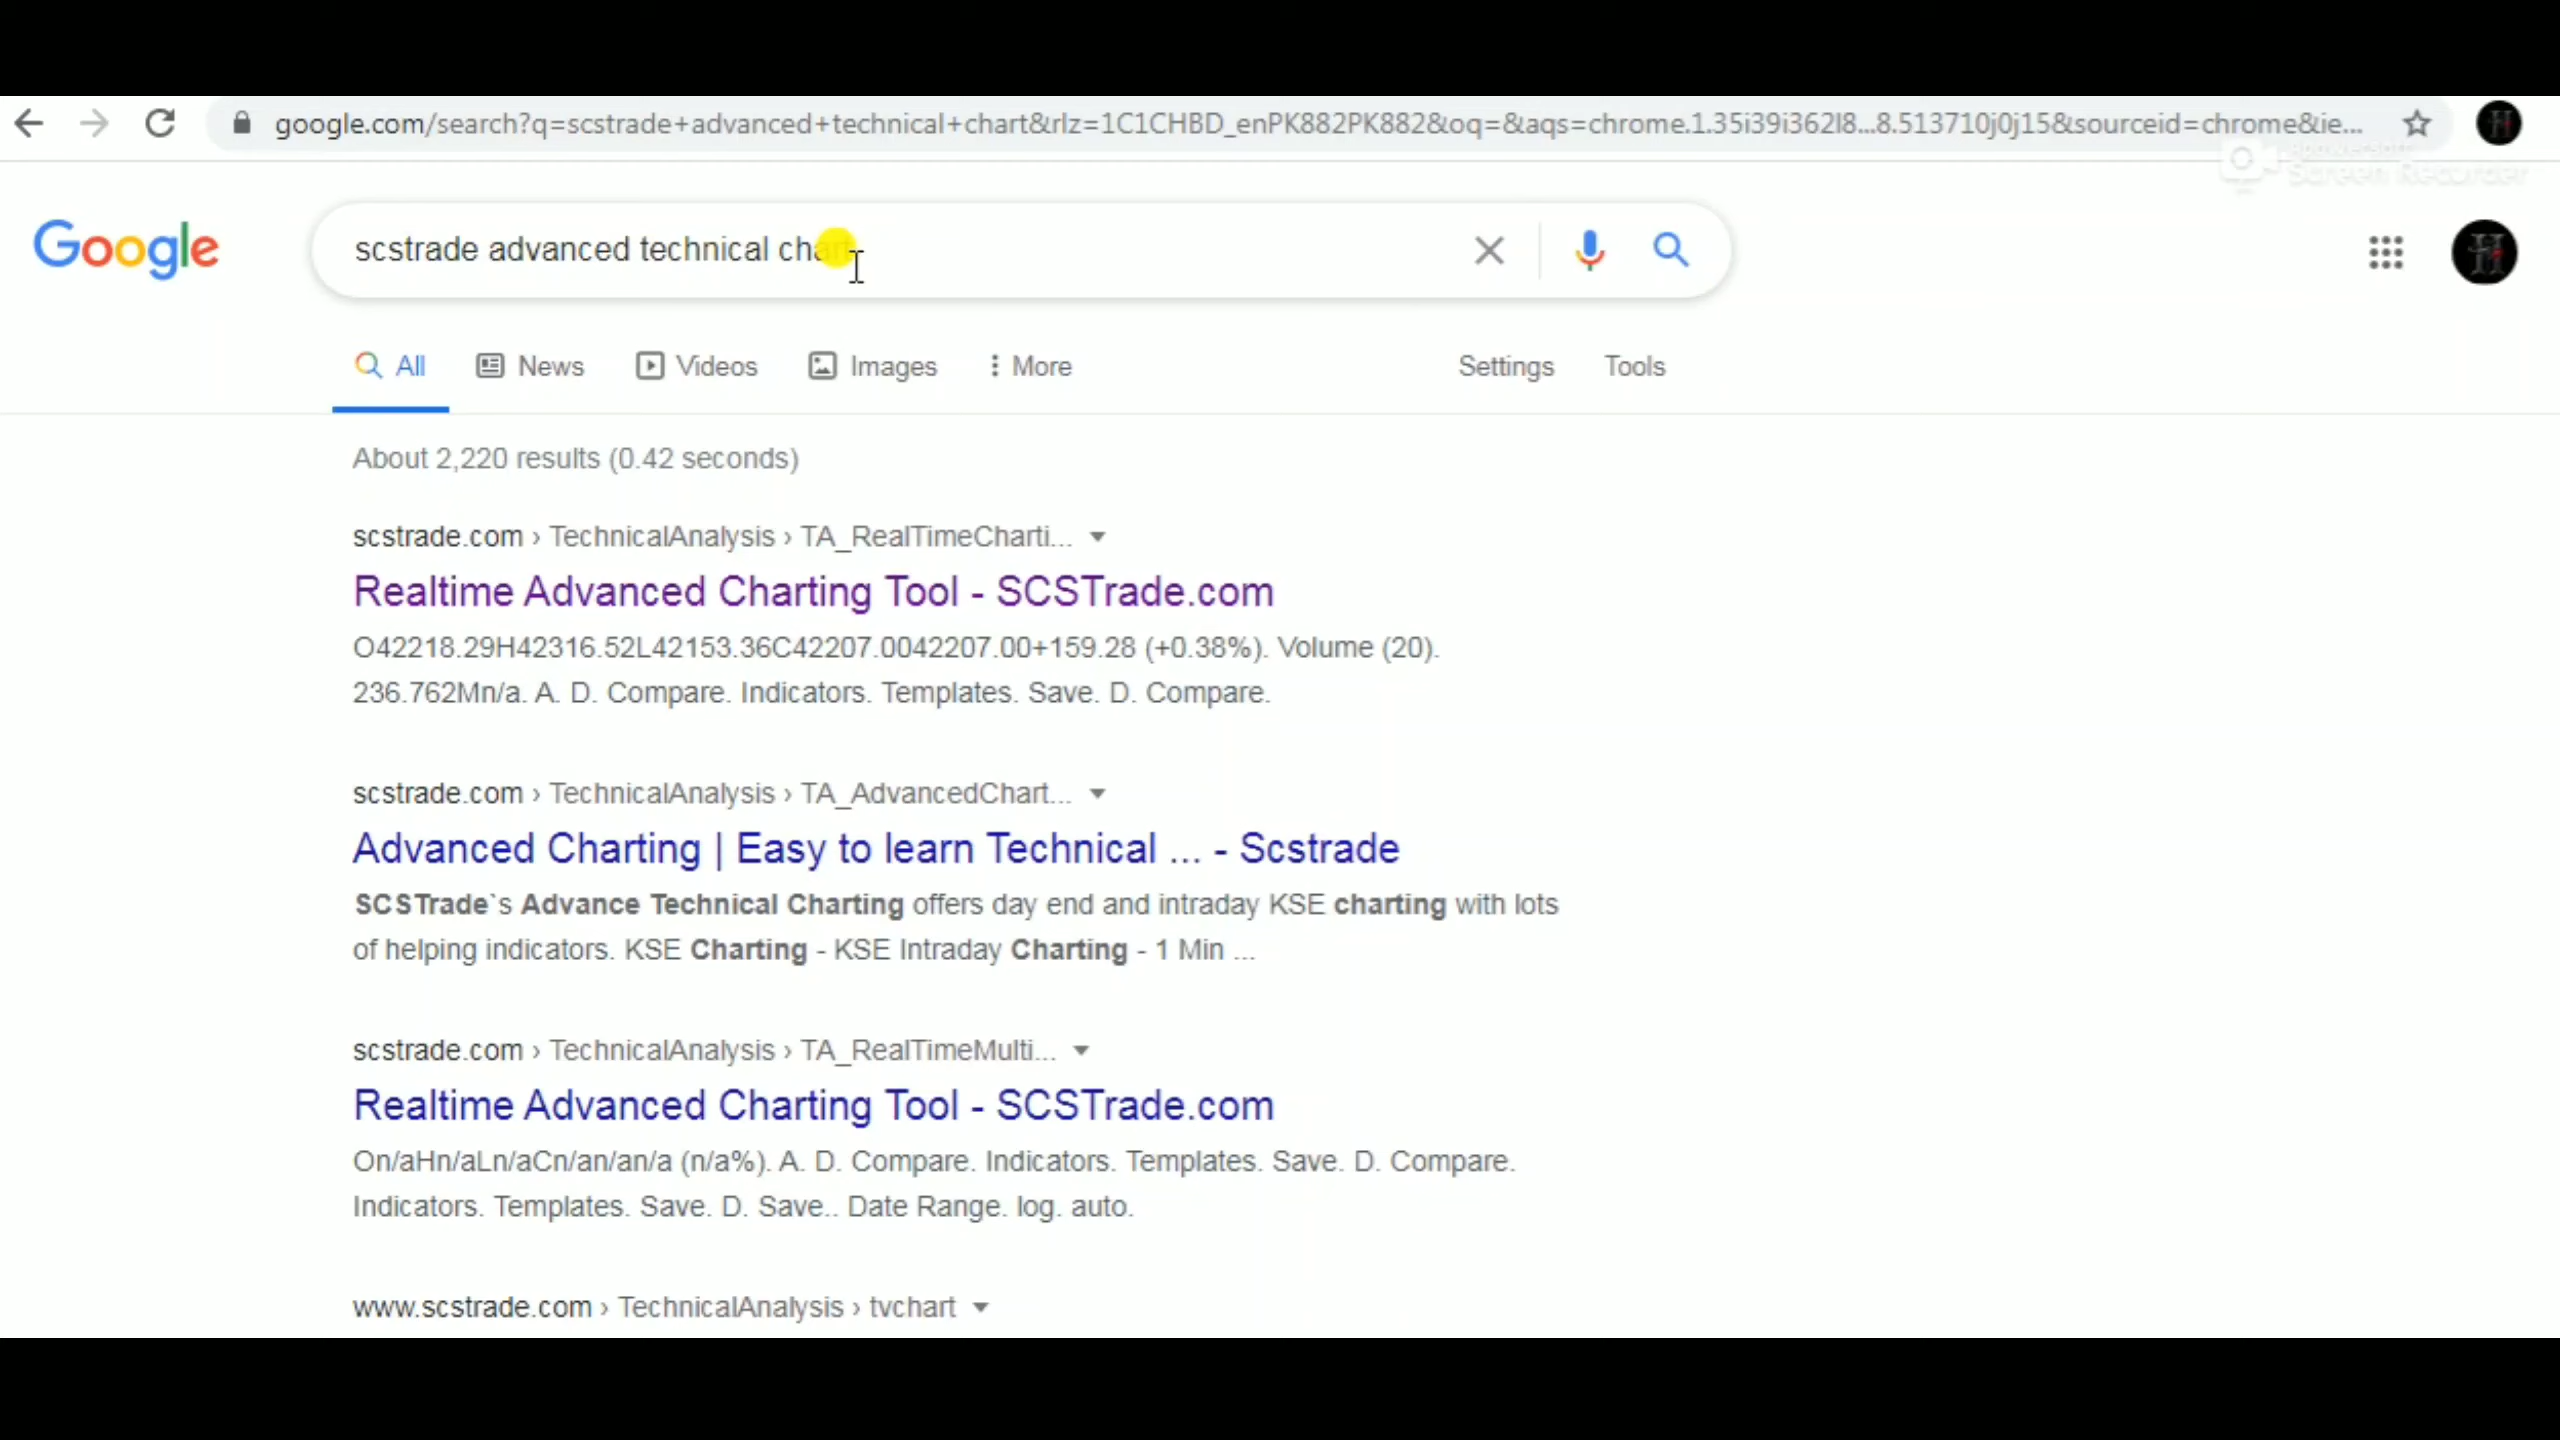 google.com/search?q=scstrade+advanced+technical+chart&rlz=1C1CHBD_enPK882PK882&oq=&aqs=chrome.1.35i39i362l8...8.513710j0j15&sourceid=chrome&ie...
Apowersoft
Screen Recorder
Google
scstrade advanced technical chart
All News Videos Images More Settings Tools
About 2,220 results (0.42 seconds)
scstrade.com › TechnicalAnalysis › TA_RealTimeCharti...
Realtime Advanced Charting Tool - SCSTrade.com
O42218.29H42316.52L42153.36C42207.0042207.00+159.28 (+0.38%). Volume (20).
236.762Mn/a. A. D. Compare. Indicators. Templates. Save. D. Compare.
scstrade.com › TechnicalAnalysis › TA_AdvancedChart...
Advanced Charting | Easy to learn Technical ... - Scstrade
SCSTrade`s Advance Technical Charting offers day end and intraday KSE charting with lots
of helping indicators. KSE Charting - KSE Intraday Charting - 1 Min ...
scstrade.com › TechnicalAnalysis › TA_RealTimeMulti...
Realtime Advanced Charting Tool - SCSTrade.com
On/aHn/aLn/aCn/an/an/a (n/a%). A. D. Compare. Indicators. Templates. Save. D. Compare.
Indicators. Templates. Save. D. Save.. Date Range. log. auto.
www.scstrade.com › TechnicalAnalysis › tvchart